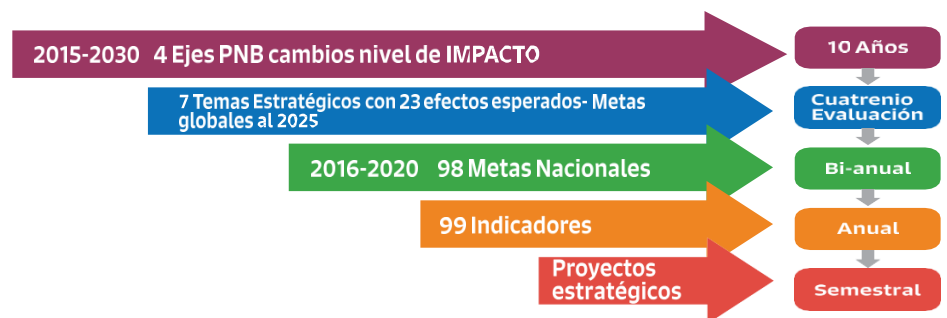 2015-2030 4 Ejes PNB cambios nivel de IMPACTO
10 Años
7 Temas Estratégicos con 23 efectos esperados- Metas
globales al 2025
Cuatrenio
Evaluación
2016-2020 98 Metas Nacionales
Bi-anual
99 Indicadores
Anual
Proyectos
estratégicos
Semestral